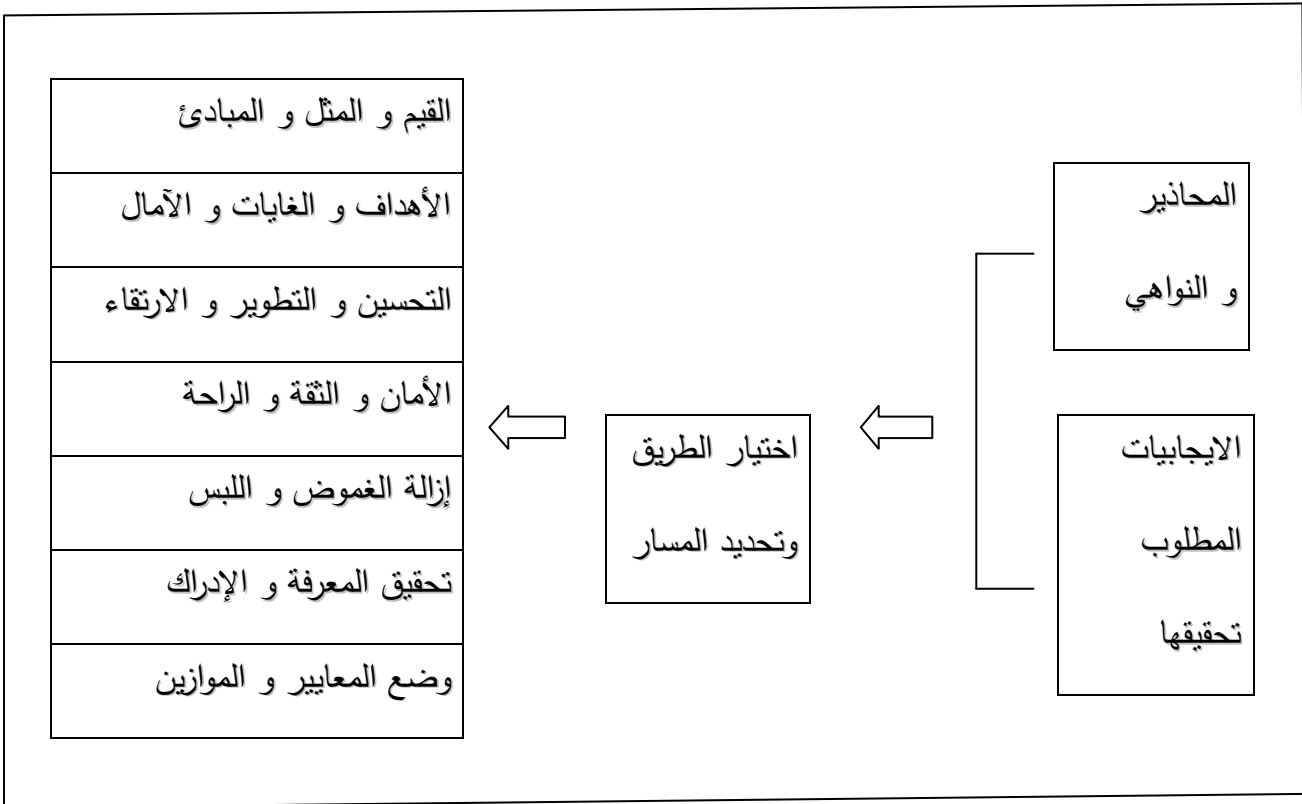 المحاذير
و النواهي
الايجابيات
المطلوب
تحقيقها
اختيار الطريق
وتحديد المسار
القيم و المثل و المبادئ
الأهداف و الغايات و الآمال
التحسين و التطوير و الارتقاء
الأمان و الثقة و الراحة
إزالة الغموض و اللبس
تحقيق المعرفة و الإدراك
وضع المعايير و الموازين